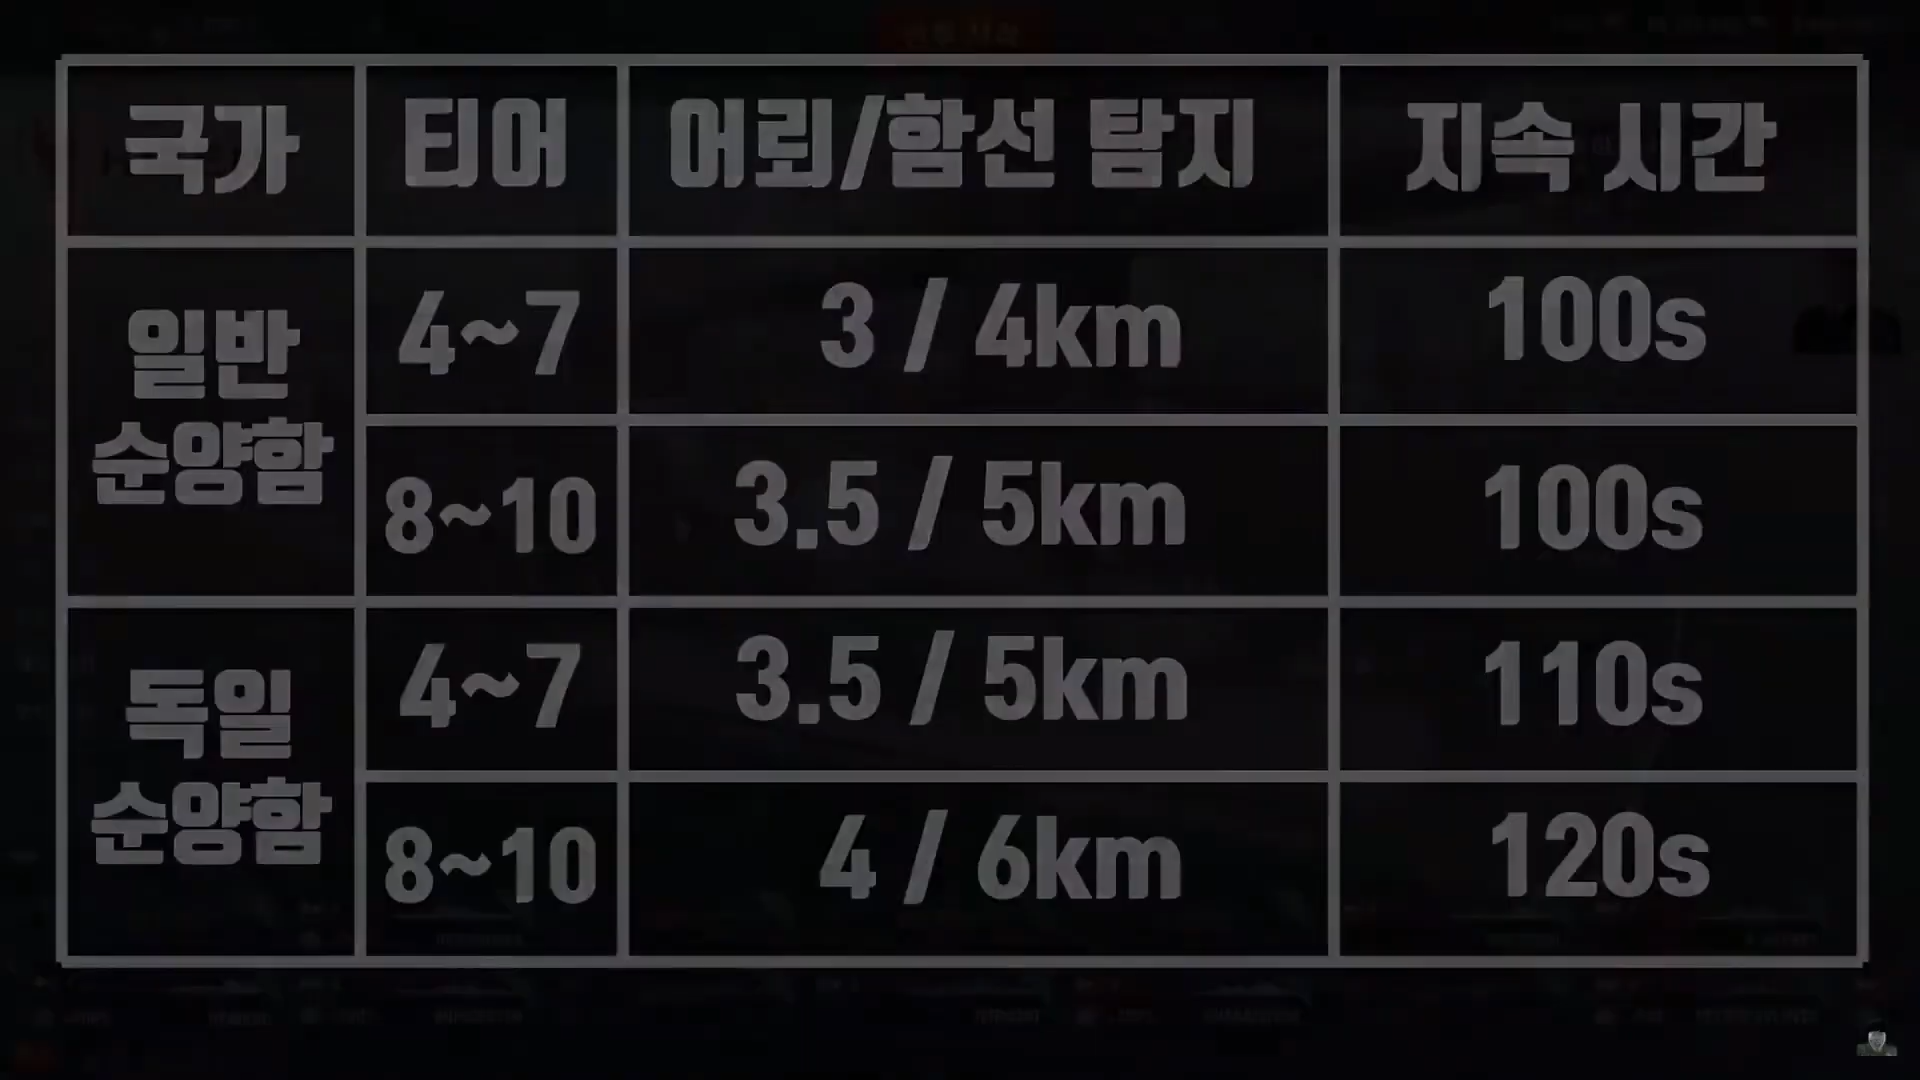 국가 티어 어뢰/함선 탐지 지속 시간
일반
순양함
4~7 3 / 4km 100s
8~10 3.5 / 5km 100s
독일
순양함
4~7 3.5 / 5km 110s
8~10 4 / 6km 120s